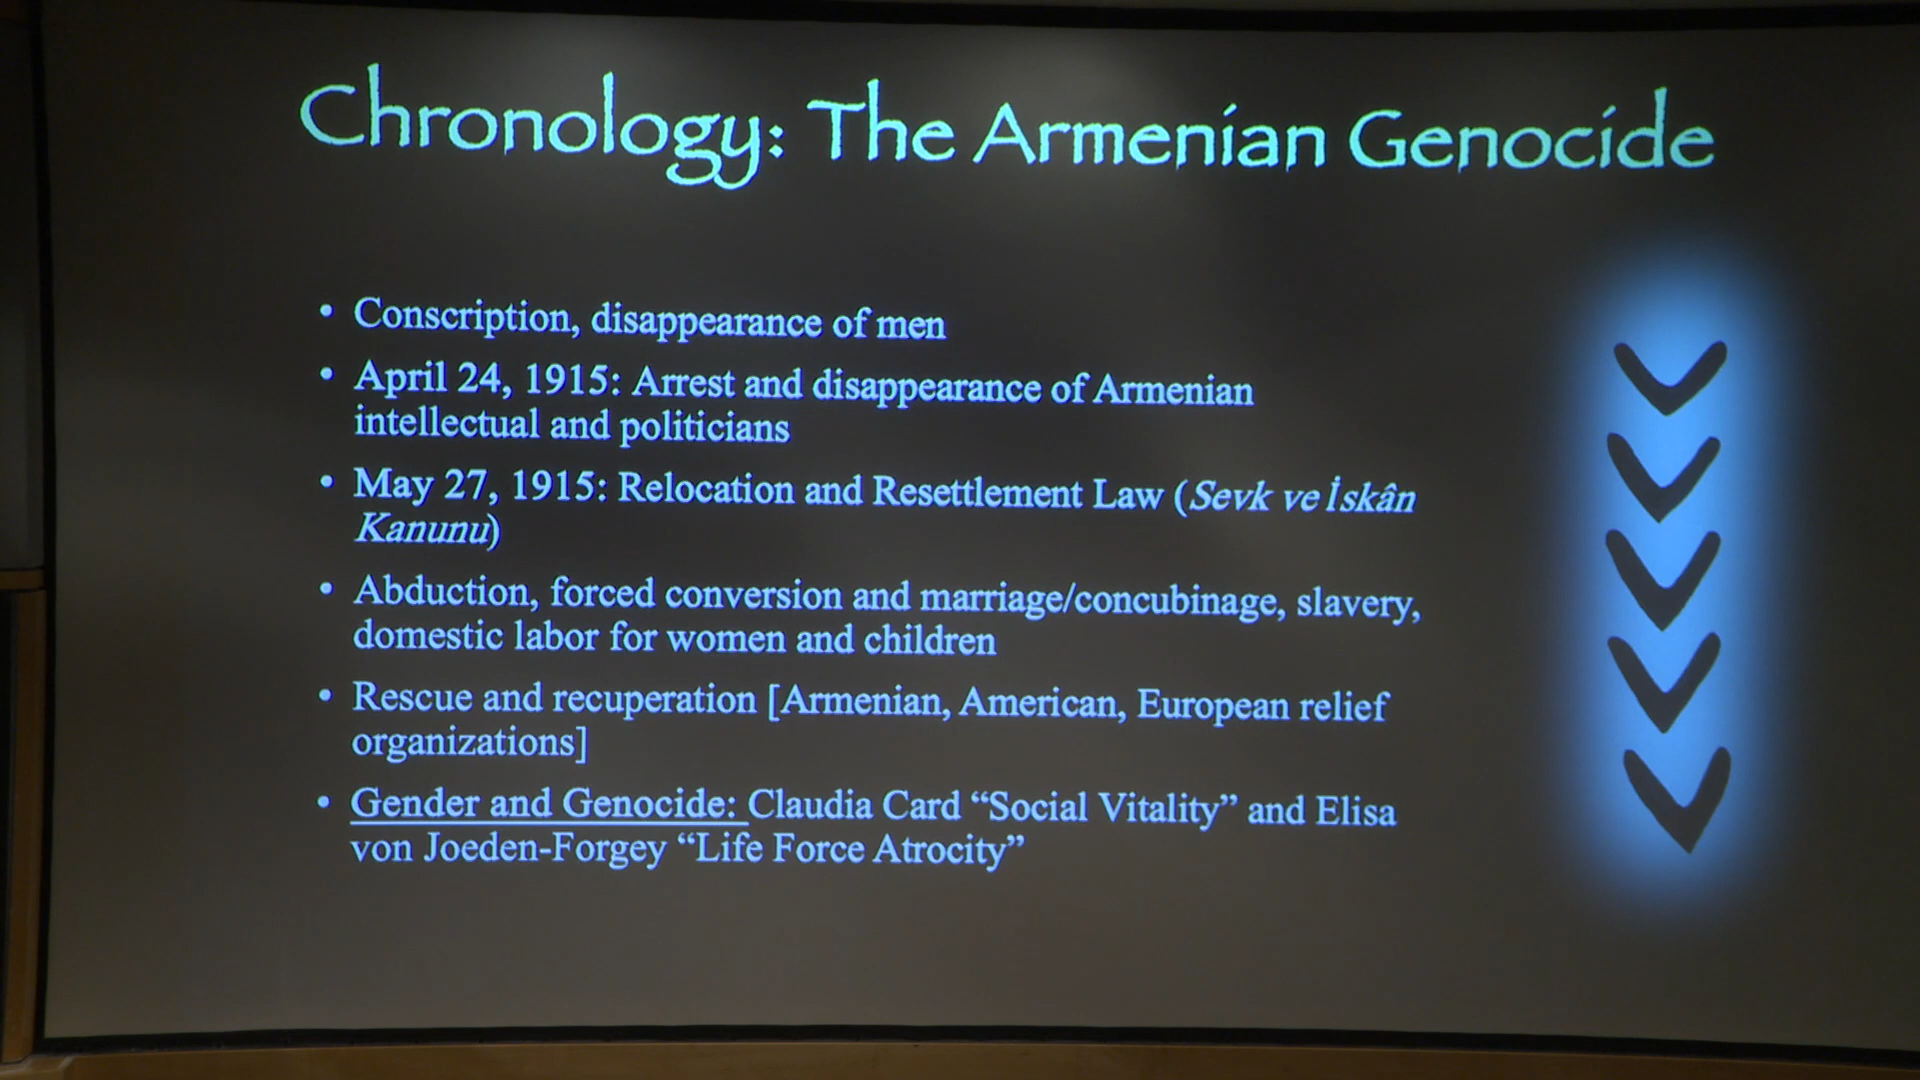 Chronology: The Armenian Genocide
• Conscription, disappearance of men
• April 24, 1915: Arrest and disappearance of Armenian
intellectual and politicians
• May 27, 1915: Relocation and Resettlement Law (Sevk ve İskân
Kanunu)
• Abduction, forced conversion and marriage/concubinage, slavery,
domestic labor for women and children
• Rescue and recuperation [Armenian, American, European relief
organizations]
• Gender and Genocide: Claudia Card “Social Vitality” and Elisa
von Joeden-Forgey “Life Force Atrocity”